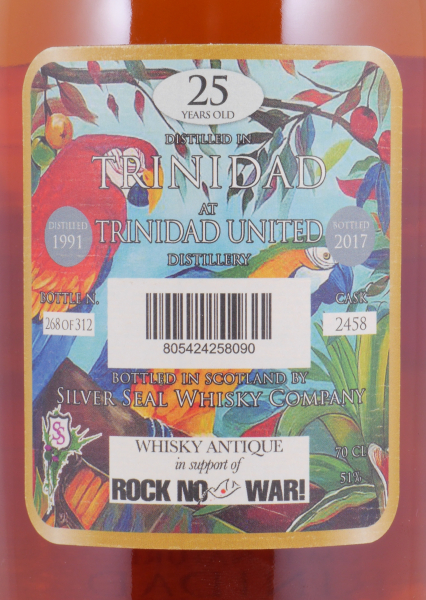 25
YEARS OLD
DISTILLED IN
TRINIDAD
AT
TRINIDAD UNITED
DISTILLERY
DISTILLED
1991
BOTTLED
2017
BOTTLE N.
268 OF 312
CASK
2458
805424258090
BOTTLED IN SCOTLAND BY
SILVER SEAL WHISKY COMPANY
SS
WHISKY ANTIQUE
in support of
ROCK NO WAR!
70 CL
51%